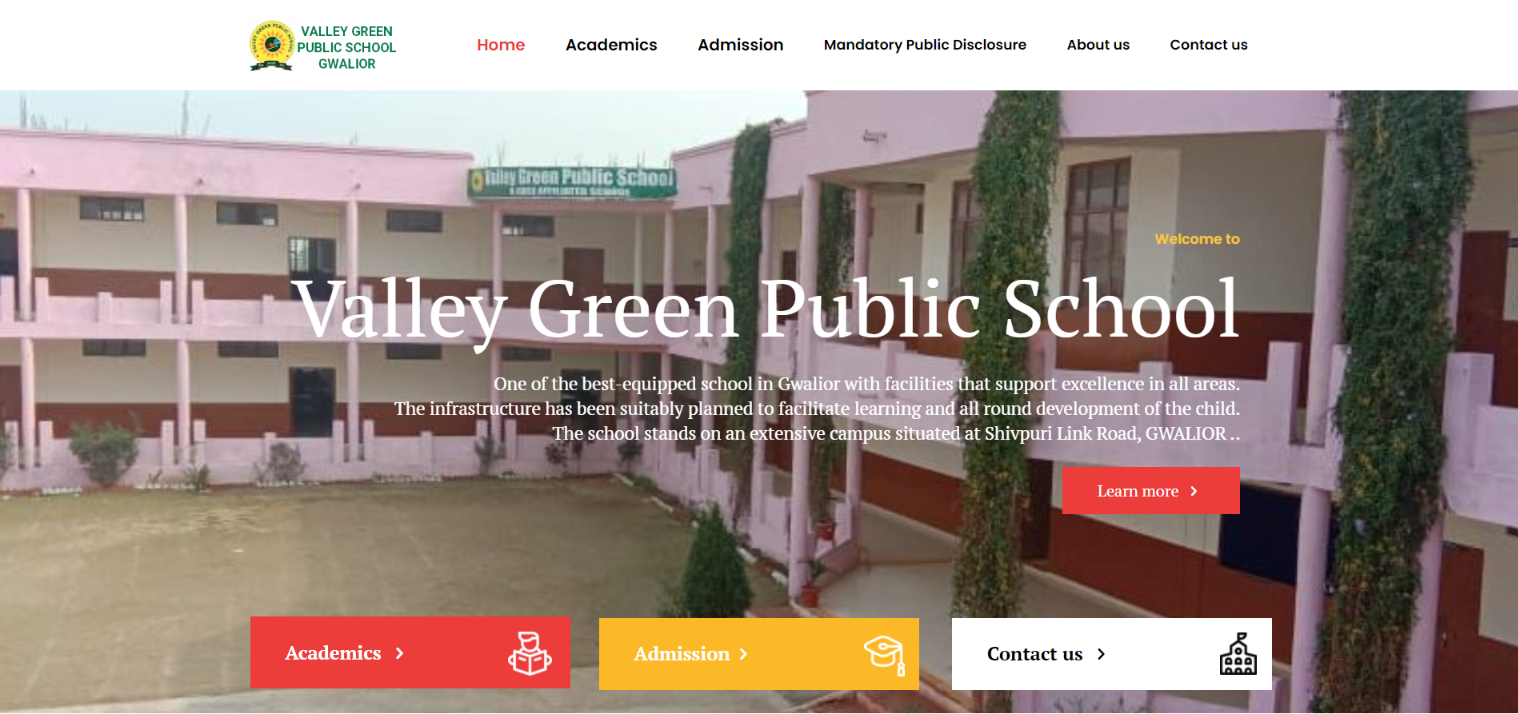 VALLEY GREEN
PUBLIC SCHOOL
GWALIOR
Home
Academics
Admission
Mandatory Public Disclosure
About us
Contact us
Valley Green Public School
A CBSE AFFILIATED SCHOOL
Welcome to
Valley Green Public School
One of the best-equipped school in Gwalior with facilities that support excellence in all areas.
The infrastructure has been suitably planned to facilitate learning and all round development of the child.
The school stands on an extensive campus situated at Shivpuri Link Road, GWALIOR ..
Learn more
Academics
Admission
Contact us